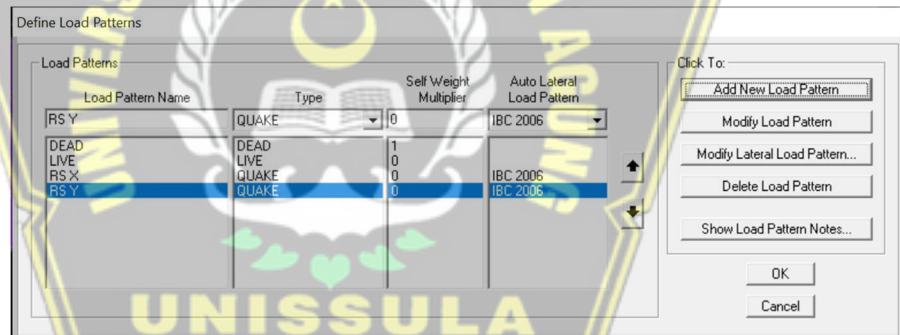 Define Load Patterns
Load Patterns
Click To:
Load Pattern Name Type Self Weight Multiplier Auto Lateral Load Pattern
RS Y QUAKE 0 IBC 2006
DEAD DEAD 1
LIVE LIVE 0
RS X QUAKE 0 IBC 2006
RS Y QUAKE 0 IBC 2006
Add New Load Pattern
Modify Load Pattern
Modify Lateral Load Pattern...
Delete Load Pattern
Show Load Pattern Notes...
OK
Cancel
UNISSULA